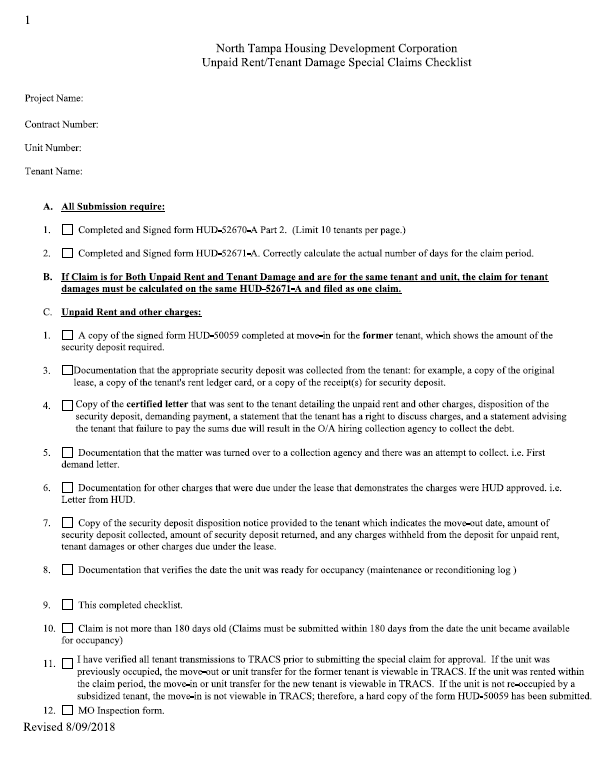 1
North Tampa Housing Development Corporation
Unpaid Rent/Tenant Damage Special Claims Checklist
Project Name:
Contract Number:
Unit Number:
Tenant Name:
A. All Submission require:
1. Completed and Signed form HUD-52670-A Part 2. (Limit 10 tenants per page.)
2. Completed and Signed form HUD-52671-A. Correctly calculate the actual number of days for the claim period.
B. If Claim is for Both Unpaid Rent and Tenant Damage and are for the same tenant and unit, the claim for tenant
damages must be calculated on the same HUD-52671-A and filed as one claim.
C. Unpaid Rent and other charges:
1. A copy of the signed form HUD-50059 completed at move-in for the former tenant, which shows the amount of the
security deposit required.
3. Documentation that the appropriate security deposit was collected from the tenant: for example, a copy of the original
lease, a copy of the tenant's rent ledger card, or a copy of the receipt(s) for security deposit.
4. Copy of the certified letter that was sent to the tenant detailing the unpaid rent and other charges, disposition of the
security deposit, demanding payment, a statement that the tenant has a right to discuss charges, and a statement advising
the tenant that failure to pay the sums due will result in the O/A hiring collection agency to collect the debt.
5. Documentation that the matter was turned over to a collection agency and there was an attempt to collect. i.e. First
demand letter.
6. Documentation for other charges that were due under the lease that demonstrates the charges were HUD approved. i.e.
Letter from HUD.
7. Copy of the security deposit disposition notice provided to the tenant which indicates the move-out date, amount of
security deposit collected, amount of security deposit returned, and any charges withheld from the deposit for unpaid rent,
tenant damages or other charges due under the lease.
8. Documentation that verifies the date the unit was ready for occupancy (maintenance or reconditioning log )
9. This completed checklist.
10. Claim is not more than 180 days old (Claims must be submitted within 180 days from the date the unit became available
for occupancy)
11. I have verified all tenant transmissions to TRACS prior to submitting the special claim for approval. If the unit was
previously occupied, the move-out or unit transfer for the former tenant is viewable in TRACS. If the unit was rented within
the claim period, the move-in or unit transfer for the new tenant is viewable in TRACS. If the unit is not re-occupied by a
subsidized tenant, the move-in is not viewable in TRACS; therefore, a hard copy of the form HUD-50059 has been submitted.
12. MO Inspection form.
Revised 8/09/2018